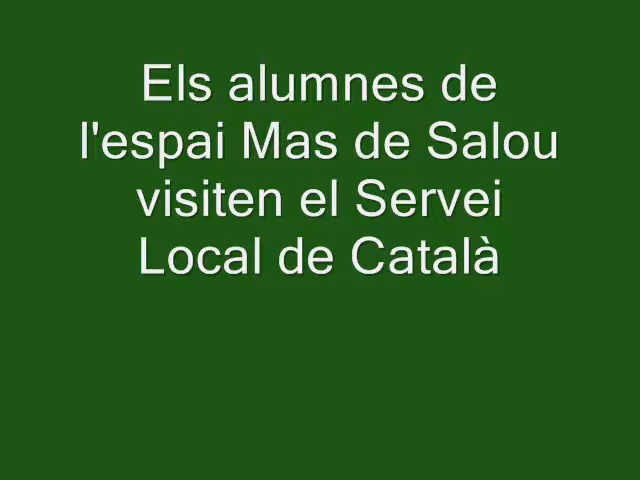 Els alumnes de
l'espai Mas de Salou
visiten el Servei
Local de Català